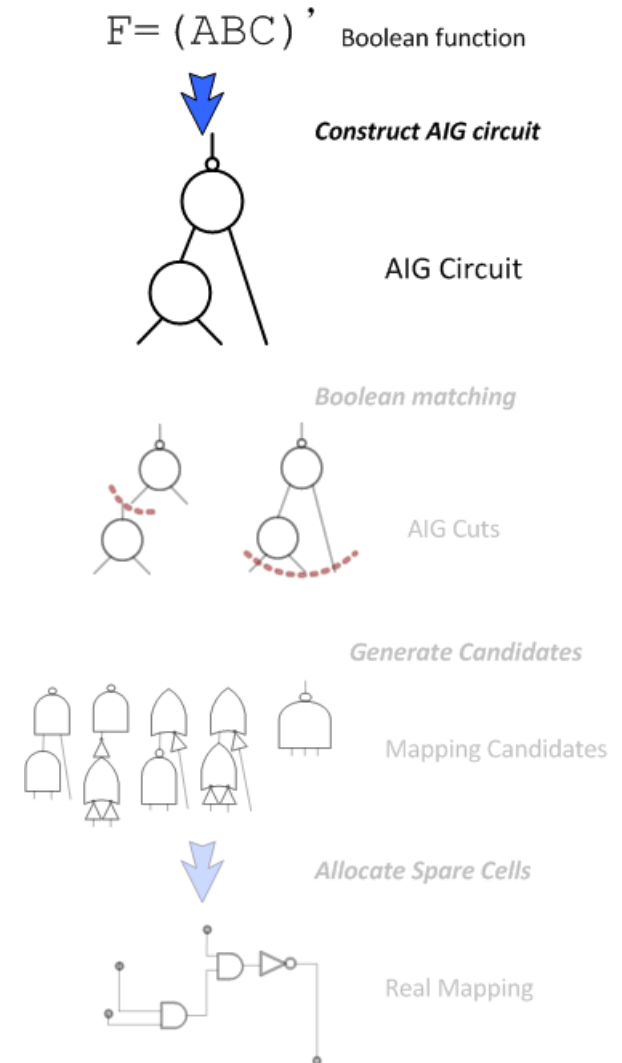 F=(ABC)' Boolean function
Construct AIG circuit
AIG Circuit
Boolean matching
AIG Cuts
Generate Candidates
Mapping Candidates
Allocate Spare Cells
Real Mapping